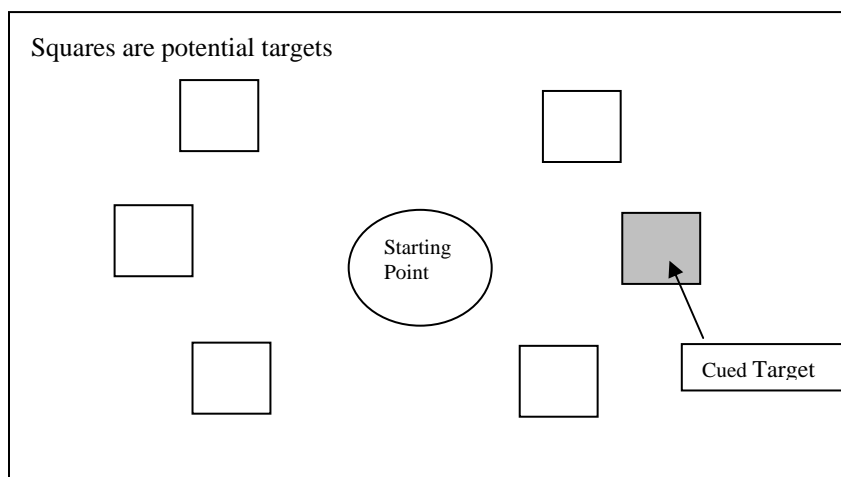 Squares are potential targets
Starting
Point
Cued Target